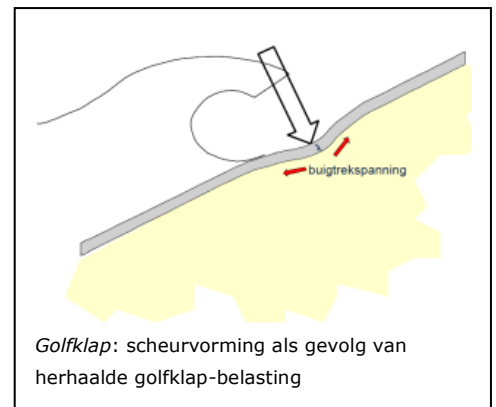 buigtrekspanning
Golfklap: scheurvorming als gevolg van
herhaalde golfklap-belasting